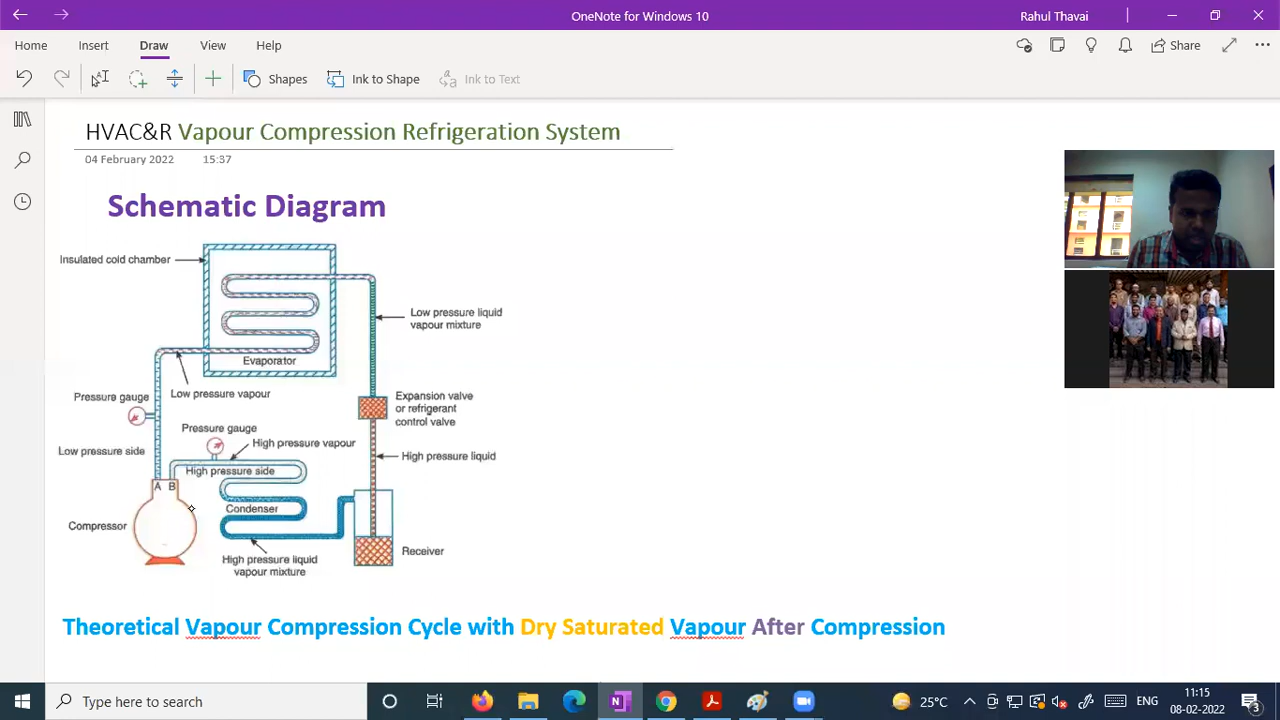 OneNote for Windows 10
Rahul Thavai
Home Insert Draw View Help
Share
Shapes
Ink to Shape
Ink to Text
HVAC&R Vapour Compression Refrigeration System
04 February 2022 15:37
Schematic Diagram
Insulated cold chamber
Evaporator
Low pressure liquid
vapour mixture
Low pressure vapour
Pressure gauge
Expansion valve
or refrigerant
control valve
Pressure gauge
High pressure vapour
Low pressure side
High pressure side
High pressure liquid
A B
Condenser
Compressor
Receiver
High pressure liquid
vapour mixture
Theoretical Vapour Compression Cycle with Dry Saturated Vapour After Compression
Type here to search
25°C
ENG
11:15
08-02-2022
3